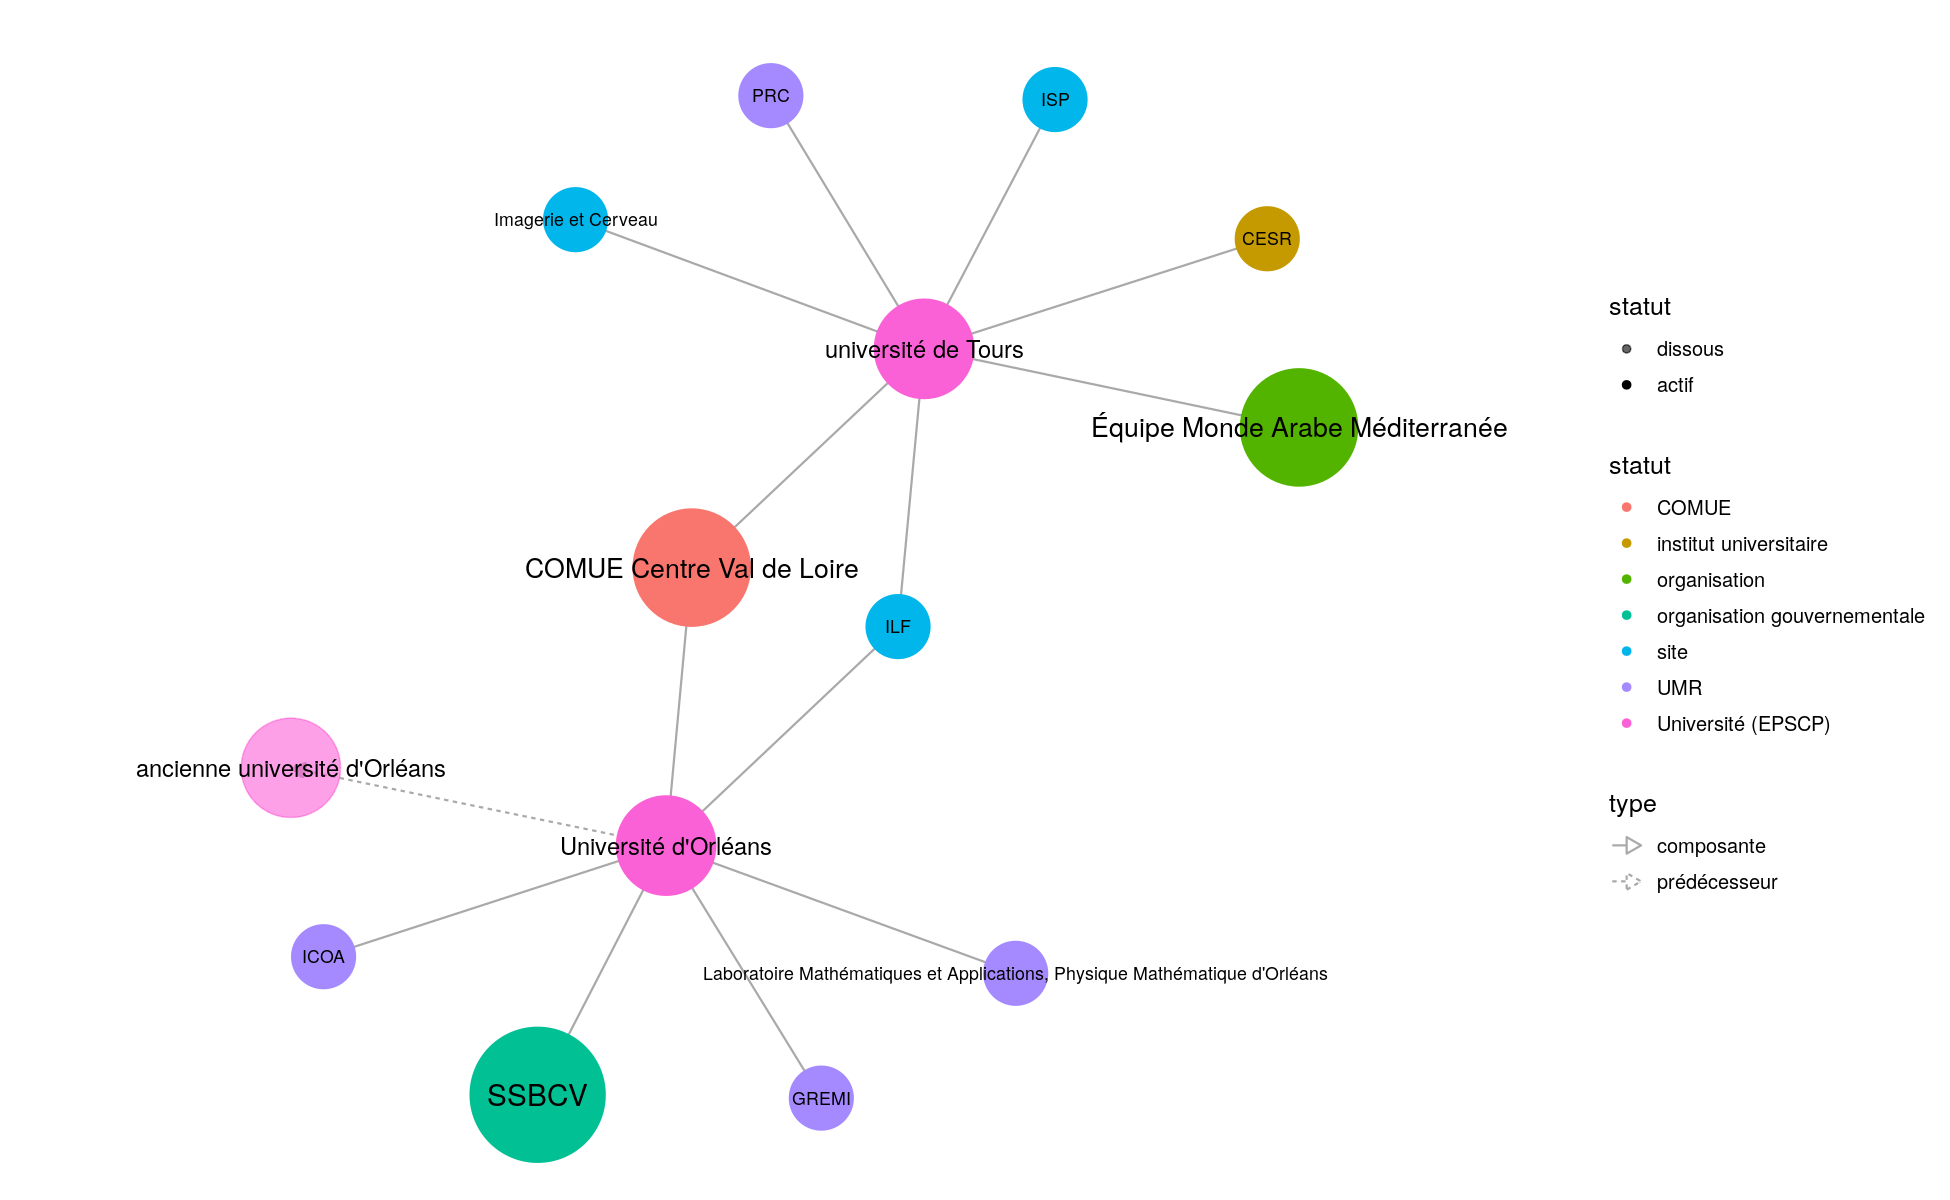 PRC
ISP
Imagerie et Cerveau
CESR
université de Tours
Équipe Monde Arabe Méditerranée
COMUE Centre Val de Loire
ILF
ancienne université d'Orléans
Université d'Orléans
ICOA
Laboratoire Mathématiques et Applications, Physique Mathématique d'Orléans
SSBCV
GREMI
statut
dissous
actif
statut
COMUE
institut universitaire
organisation
organisation gouvernementale
site
UMR
Université (EPSCP)
type
composante
prédécesseur